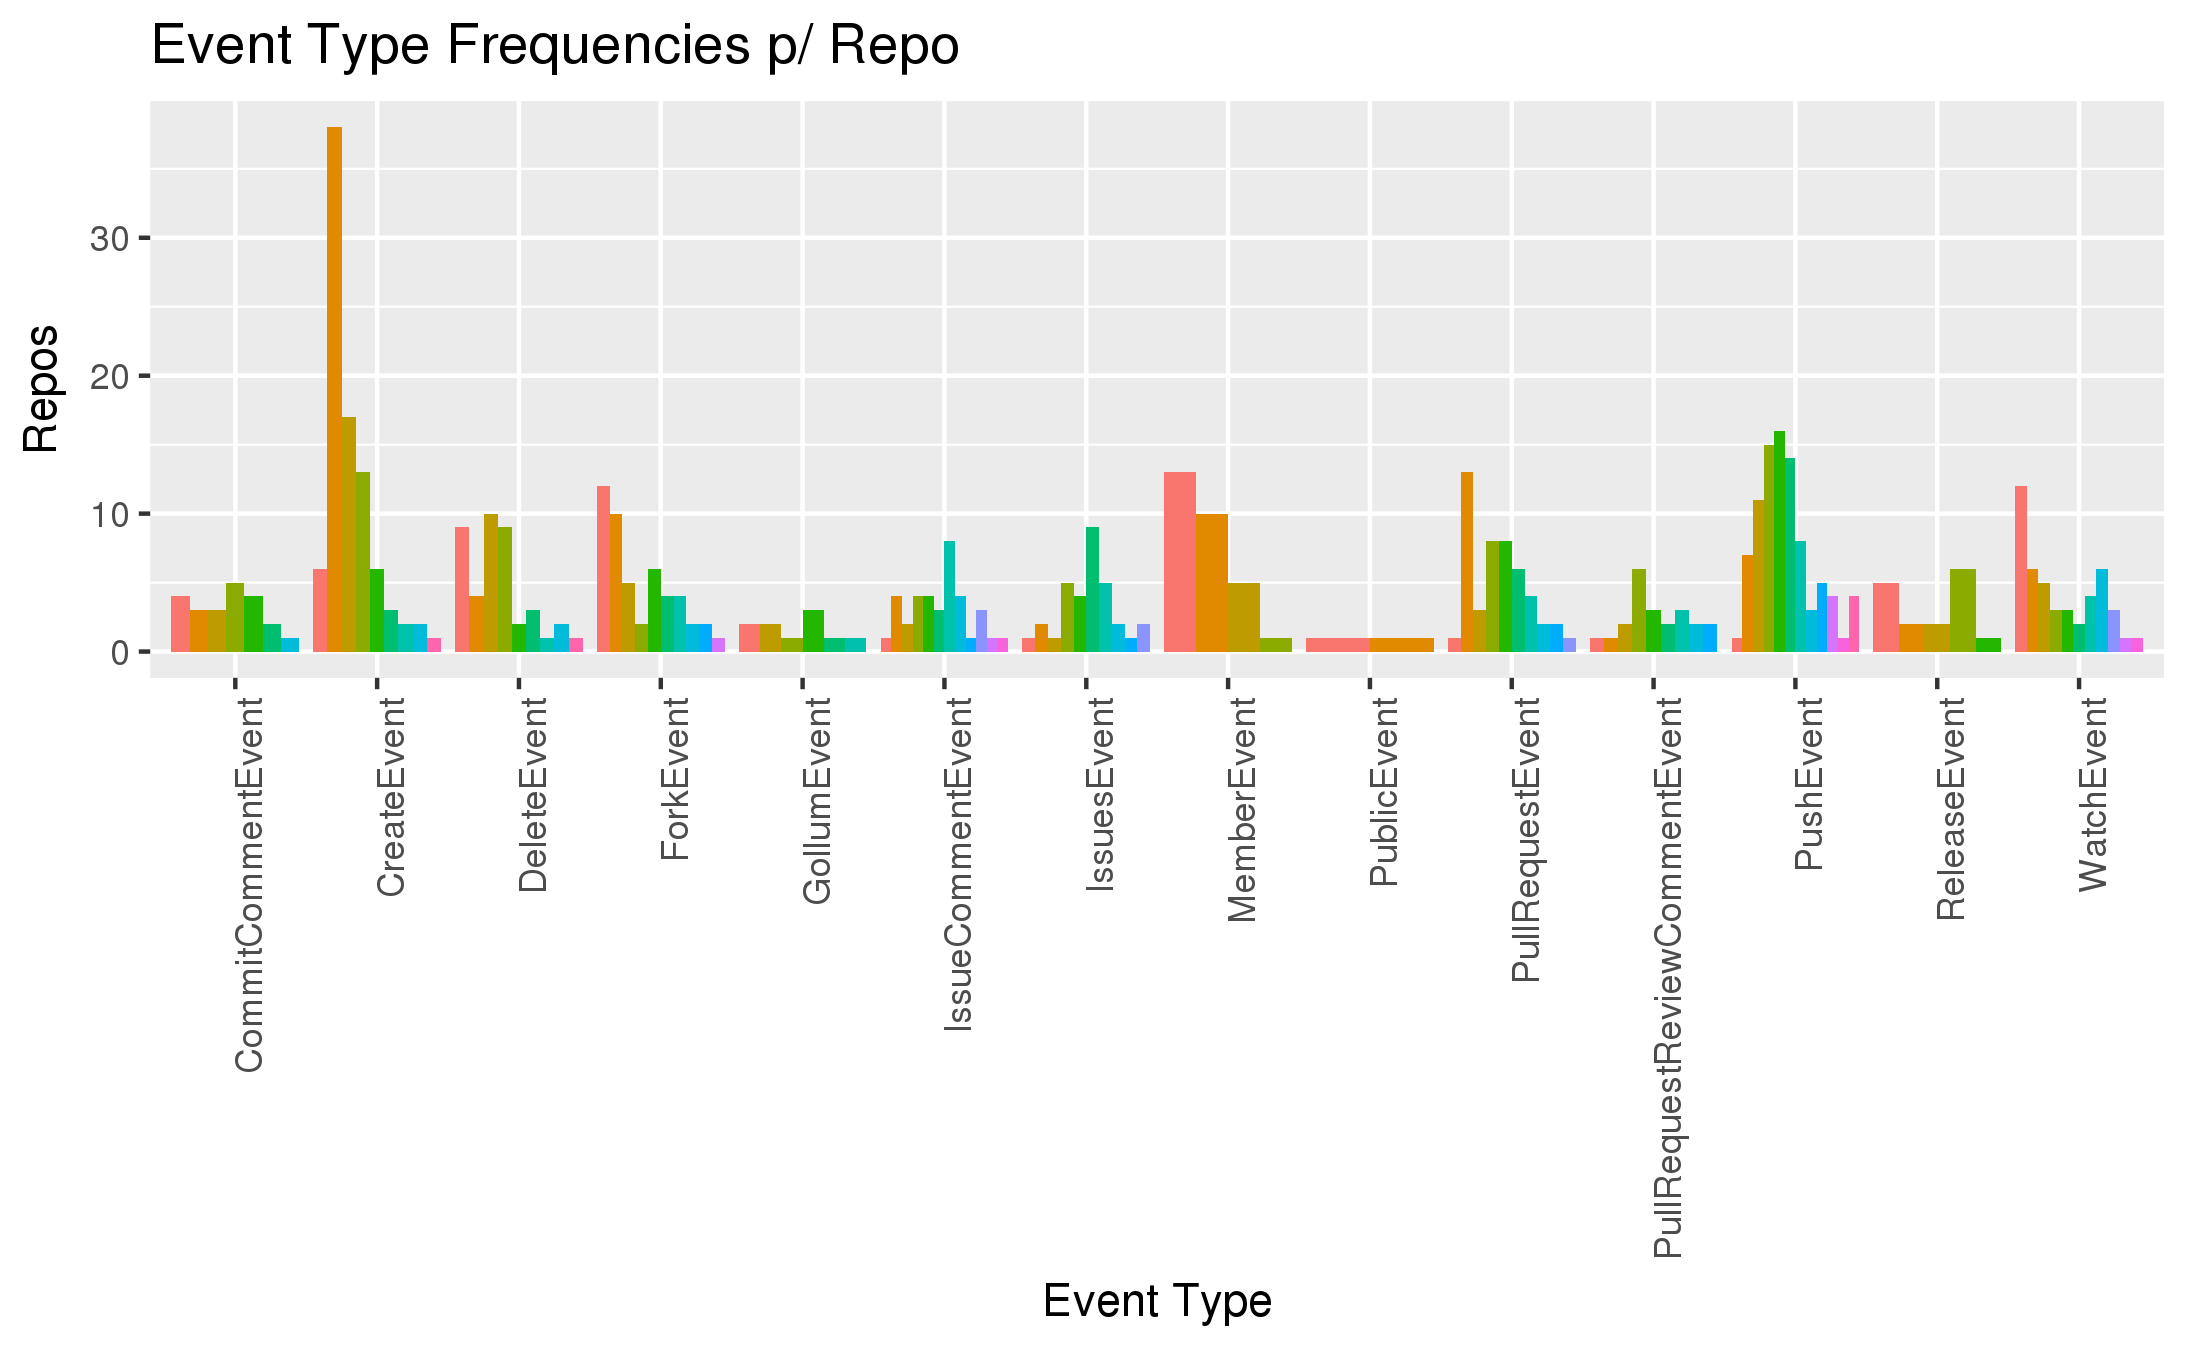 Event Type Frequencies p/ Repo
Repos
30
20
10
0
CommitCommentEvent
CreateEvent
DeleteEvent
ForkEvent
GollumEvent
IssueCommentEvent
IssuesEvent
MemberEvent
PublicEvent
PullRequestEvent
PullRequestReviewCommentEvent
PushEvent
ReleaseEvent
WatchEvent
Event Type